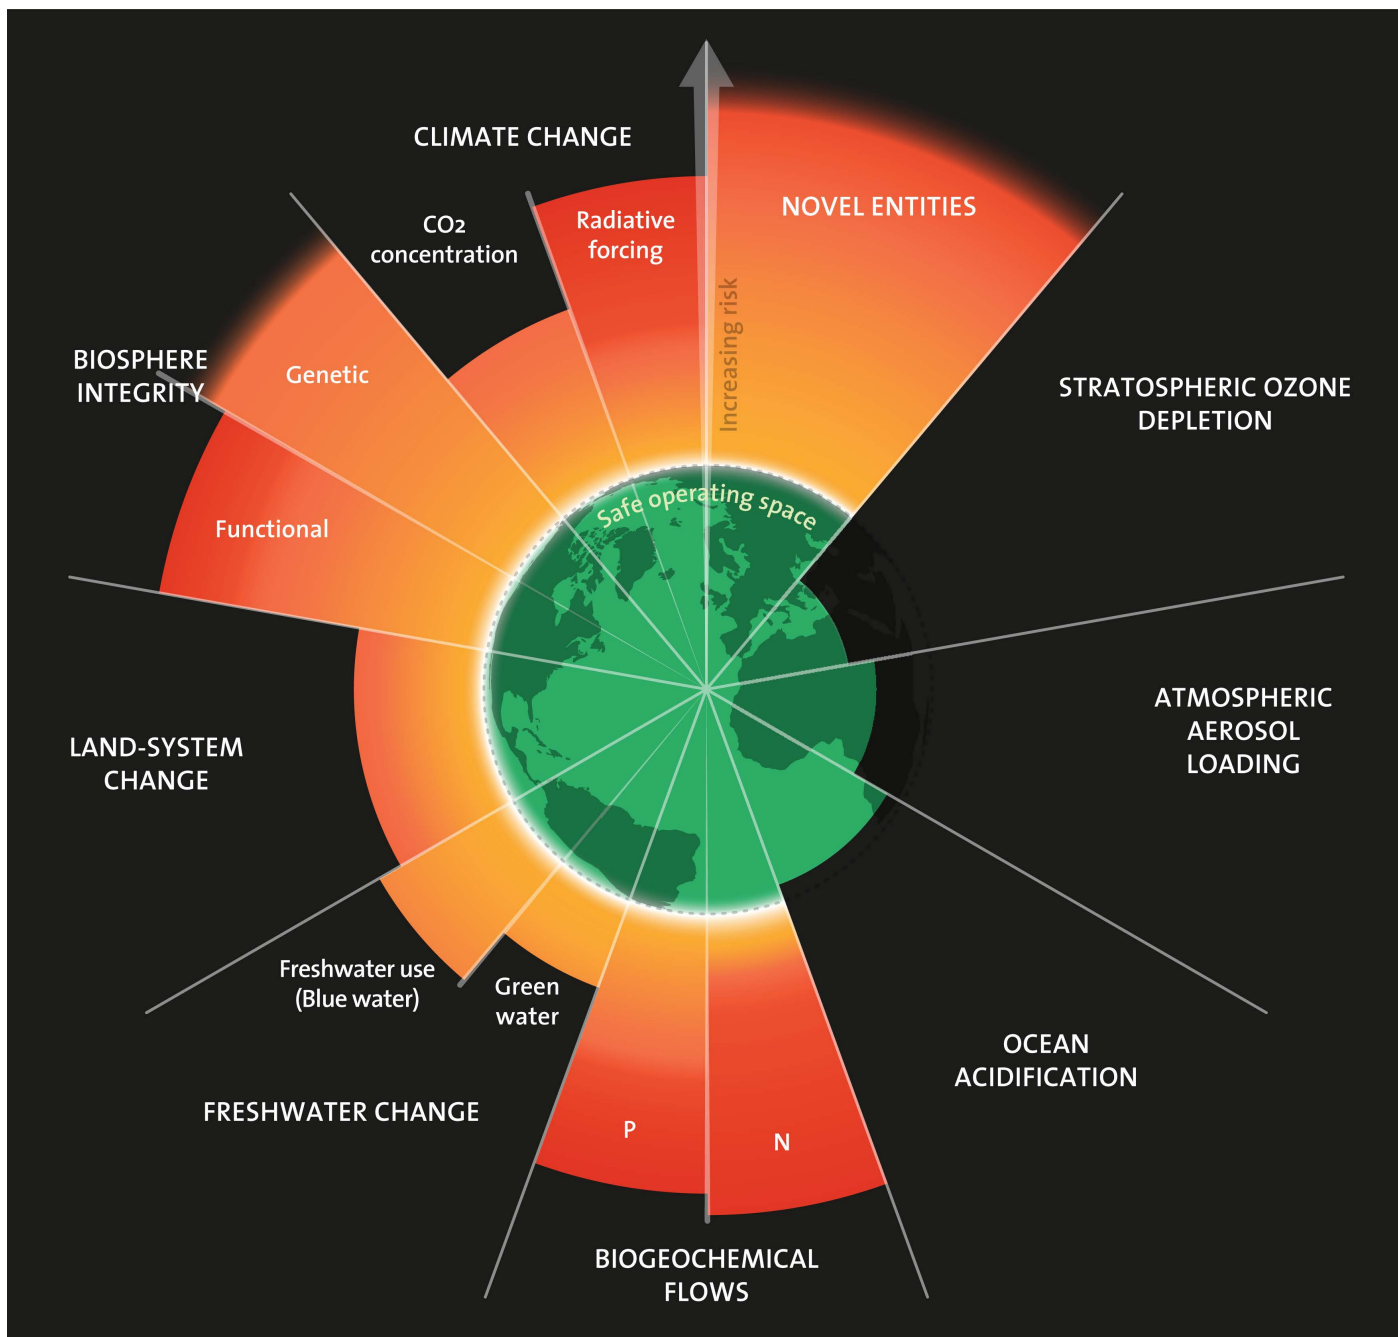 CLIMATE CHANGE
CO2
concentration
Radiative
forcing
NOVEL ENTITIES
Increasing risk
BIOSPHERE
INTEGRITY
Genetic
Functional
STRATOSPHERIC OZONE
DEPLETION
Safe operating space
ATMOSPHERIC
AEROSOL
LOADING
LAND-SYSTEM
CHANGE
Freshwater use
(Blue water)
Green
water
FRESHWATER CHANGE
OCEAN
ACIDIFICATION
P
N
BIOGEOCHEMICAL
FLOWS